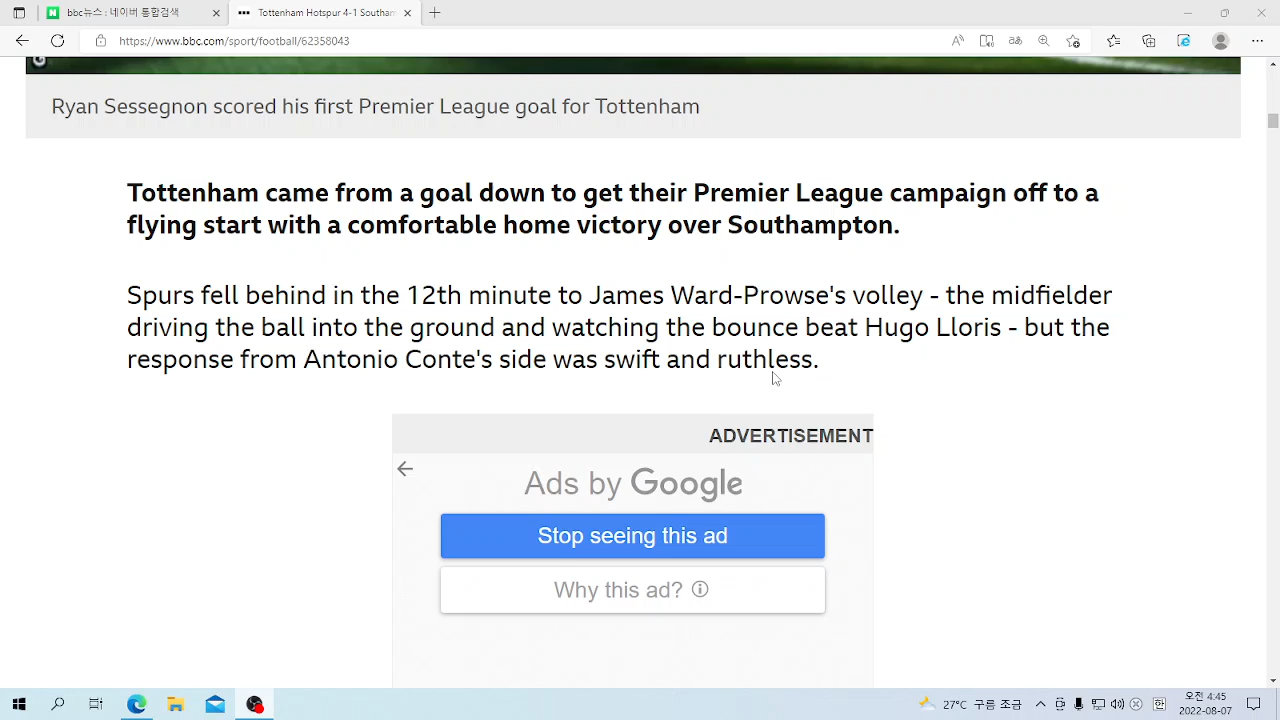 bbc뉴스 : 네이버 통합검색
Tottenham Hotspur 4-1 Southam
https://www.bbc.com/sport/football/62358043
Ryan Sessegnon scored his first Premier League goal for Tottenham
Tottenham came from a goal down to get their Premier League campaign off to a
flying start with a comfortable home victory over Southampton.
Spurs fell behind in the 12th minute to James Ward-Prowse's volley - the midfielder
driving the ball into the ground and watching the bounce beat Hugo Lloris - but the
response from Antonio Conte's side was swift and ruthless.
ADVERTISEMENT
Ads by Google
Stop seeing this ad
Why this ad?
27°C 구름 조금
오전 4:45
2022-08-07